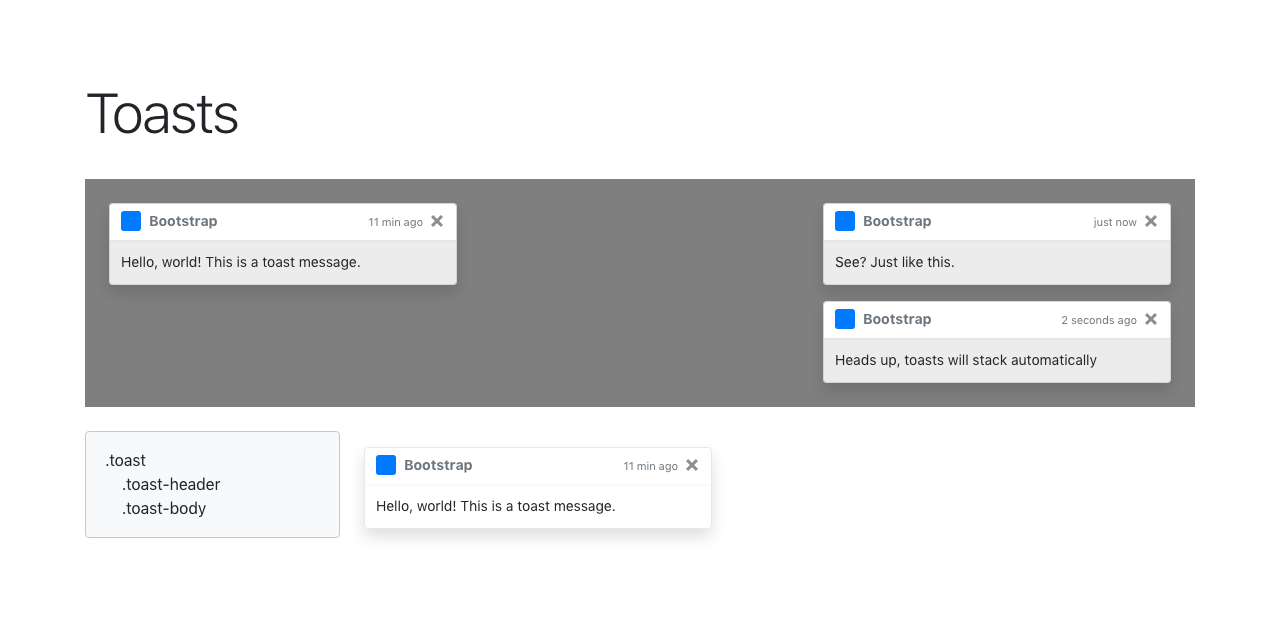 Toasts
Bootstrap 11 min ago ×
Hello, world! This is a toast message.
Bootstrap just now ×
See? Just like this.
Bootstrap 2 seconds ago ×
Heads up, toasts will stack automatically
.toast
.toast-header
.toast-body
Bootstrap 11 min ago ×
Hello, world! This is a toast message.